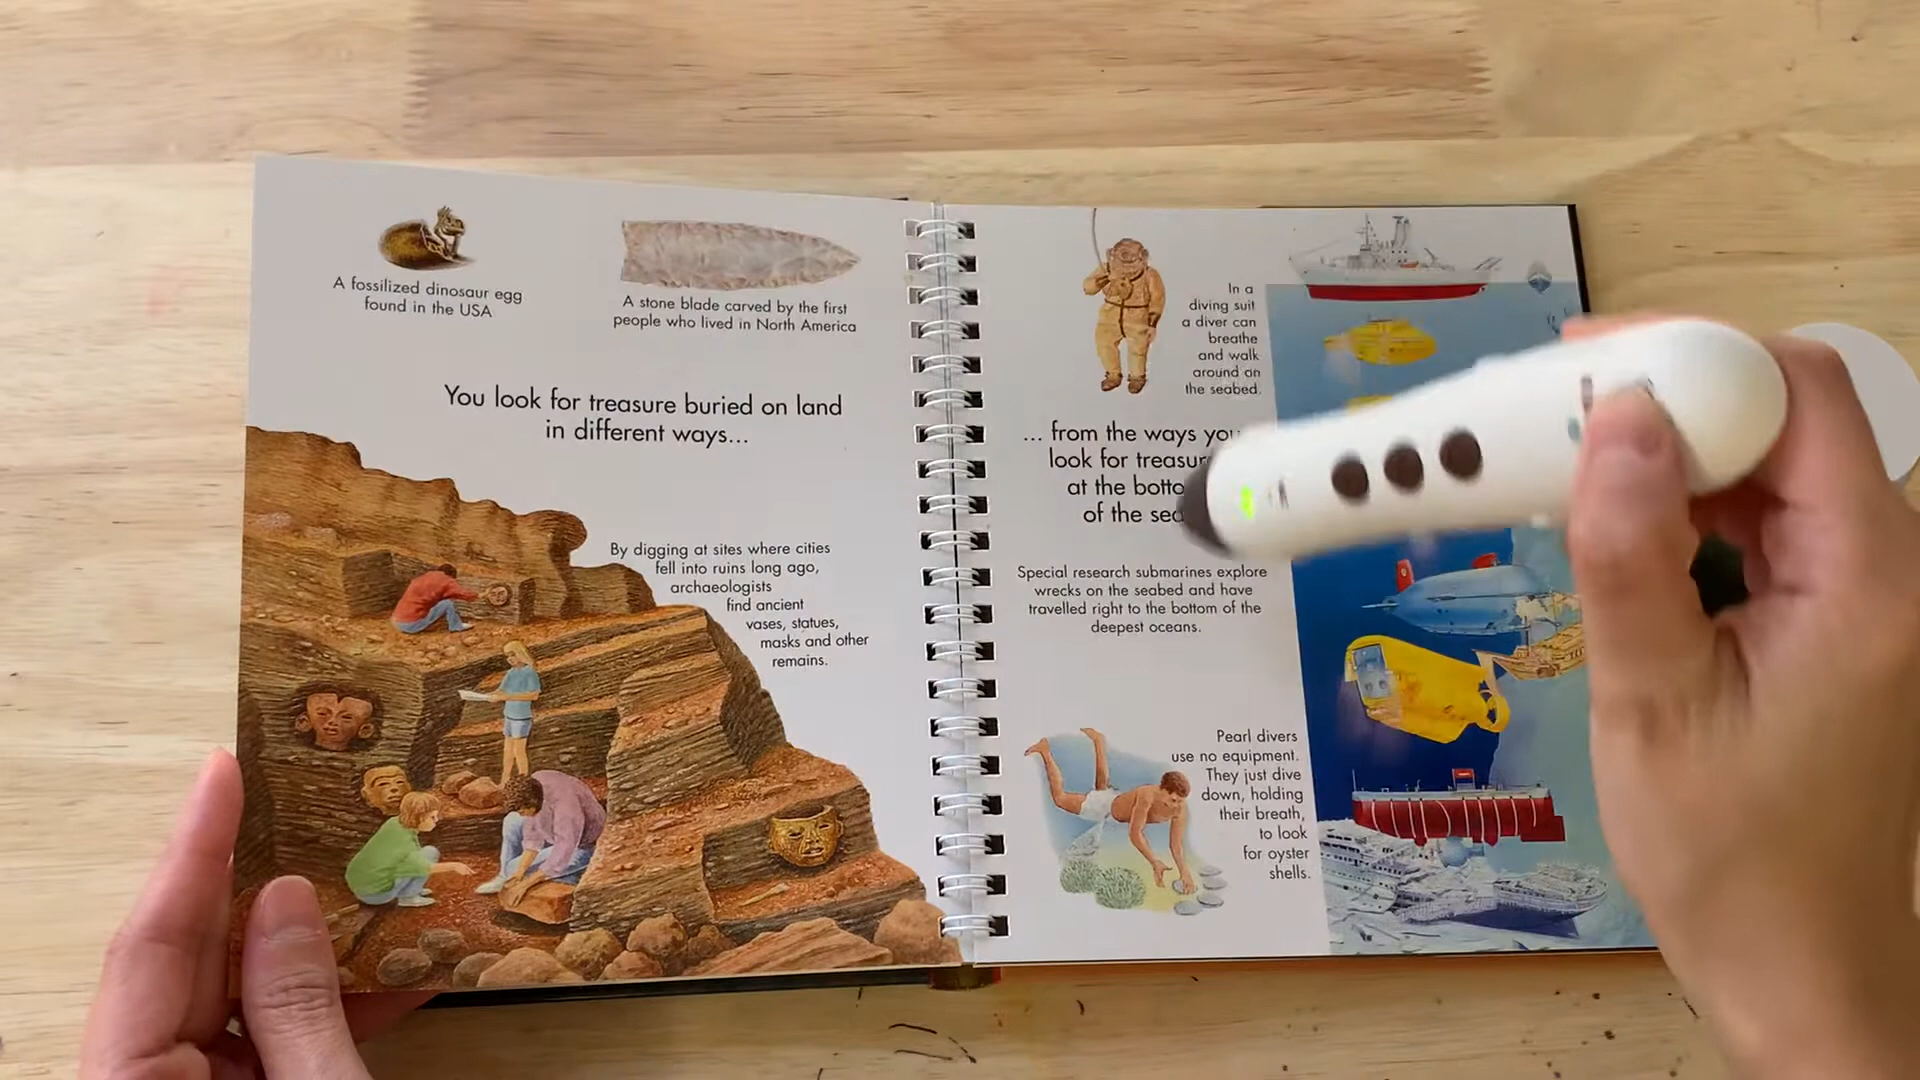 A fossilized dinosaur egg
found in the USA
A stone blade carved by the first
people who lived in North America
You look for treasure buried on land
in different ways...
By digging at sites where cities
fell into ruins long ago,
archaeologists
find ancient
vases, statues,
masks and other
remains.
In a
diving suit
a diver can
breathe
and walk
around on
the seabed.
... from the ways you
look for
at the
of the
Special research submarines explore
wrecks on the seabed and have
travelled right to the bottom of the
deepest oceans.
Pearl divers
use no equipment.
They just dive
down, holding
their breath,
to look
for oyster
shells.